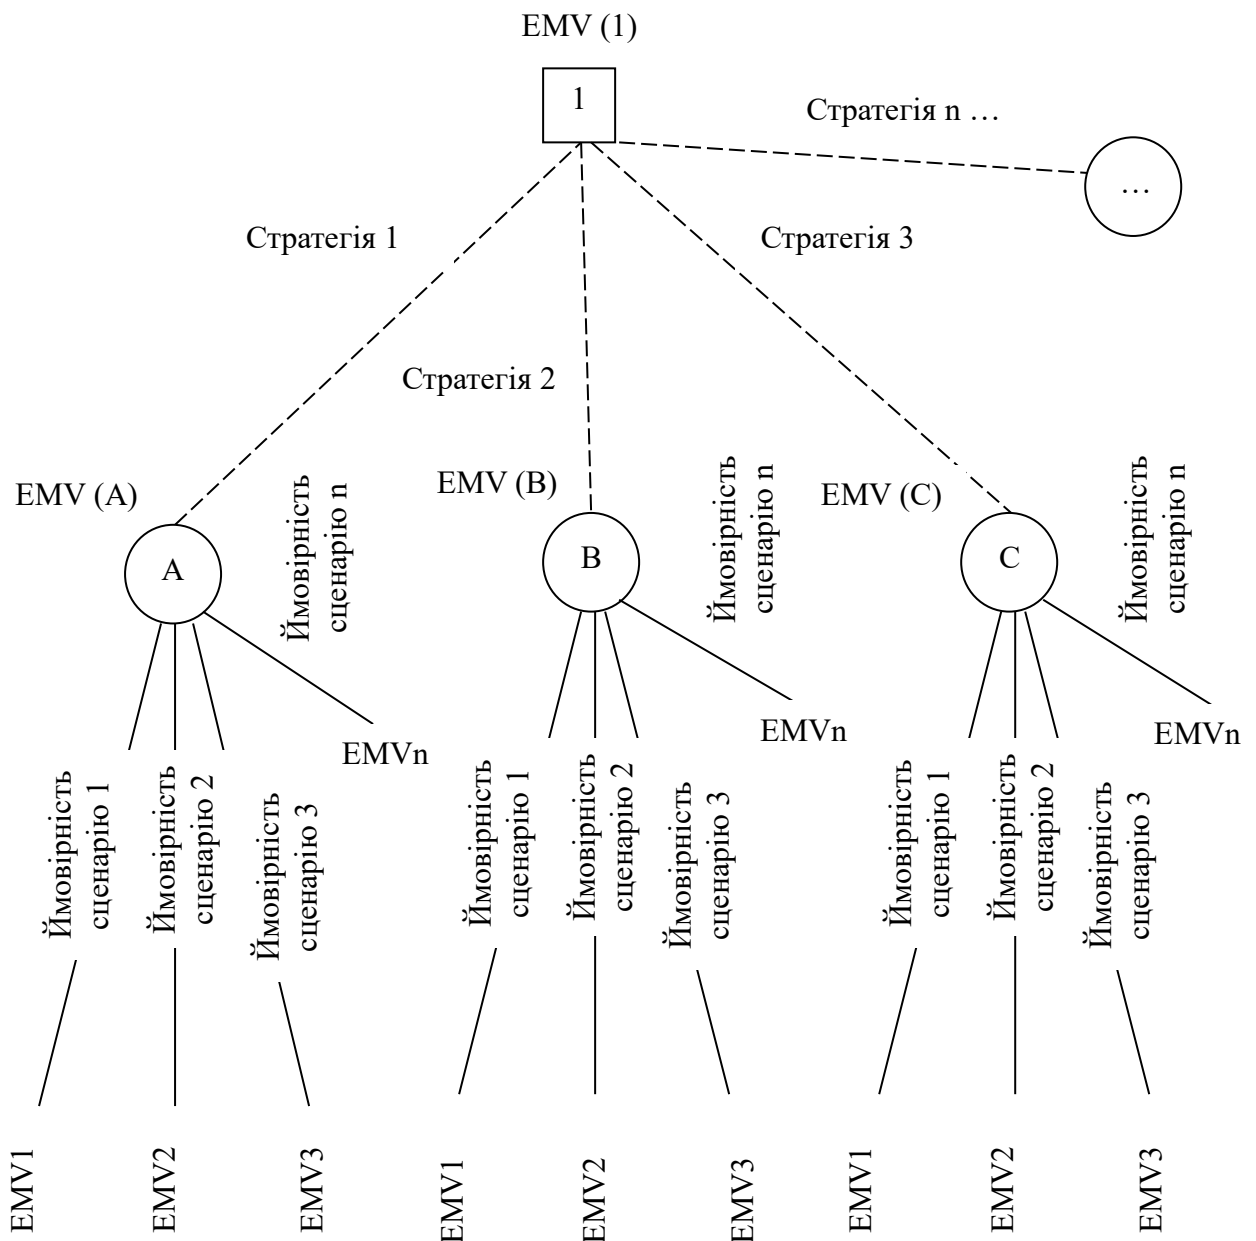 EMV (1)
1
Стратегія n …
…
Стратегія 1
Стратегія 3
Стратегія 2
EMV (A)
EMV (B)
EMV (C)
A
B
C
Ймовірність
сценарію n
Ймовірність
сценарію n
Ймовірність
сценарію n
EMVn
EMVn
EMVn
Ймовірність
сценарію 1
Ймовірність
сценарію 2
Ймовірність
сценарію 3
Ймовірність
сценарію 1
Ймовірність
сценарію 2
Ймовірність
сценарію 3
Ймовірність
сценарію 1
Ймовірність
сценарію 2
Ймовірність
сценарію 3
EMV1
EMV2
EMV3
EMV1
EMV2
EMV3
EMV1
EMV2
EMV3